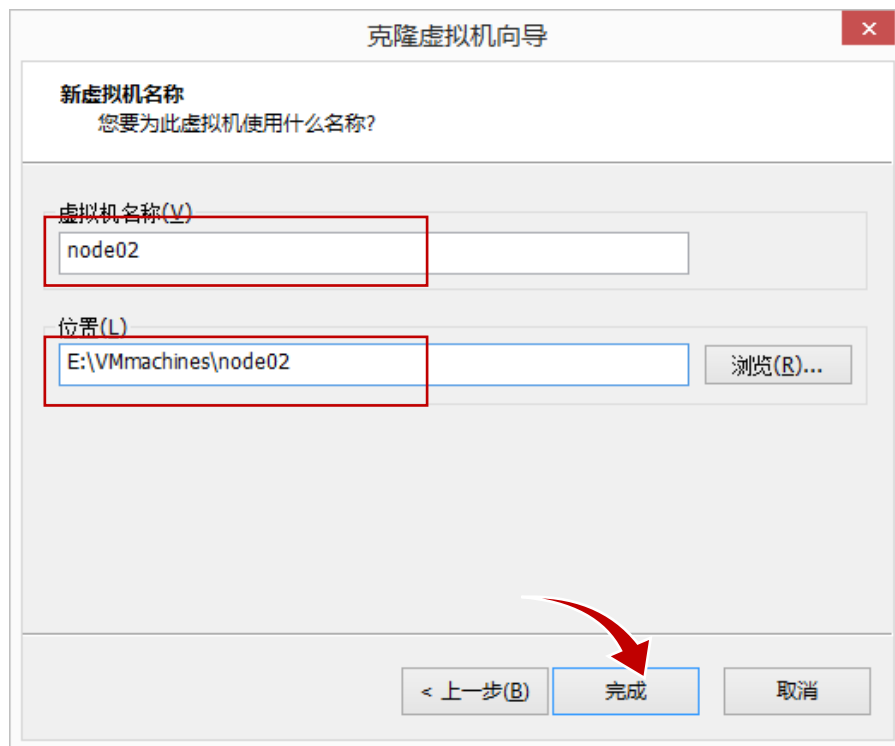 克隆虚拟机向导
新虚拟机名称
您要为此虚拟机使用什么名称?
虚拟机名称(V)
node02
位置(L)
E:\VMmachines\node02
浏览(R)...
< 上一步(B)
完成
取消